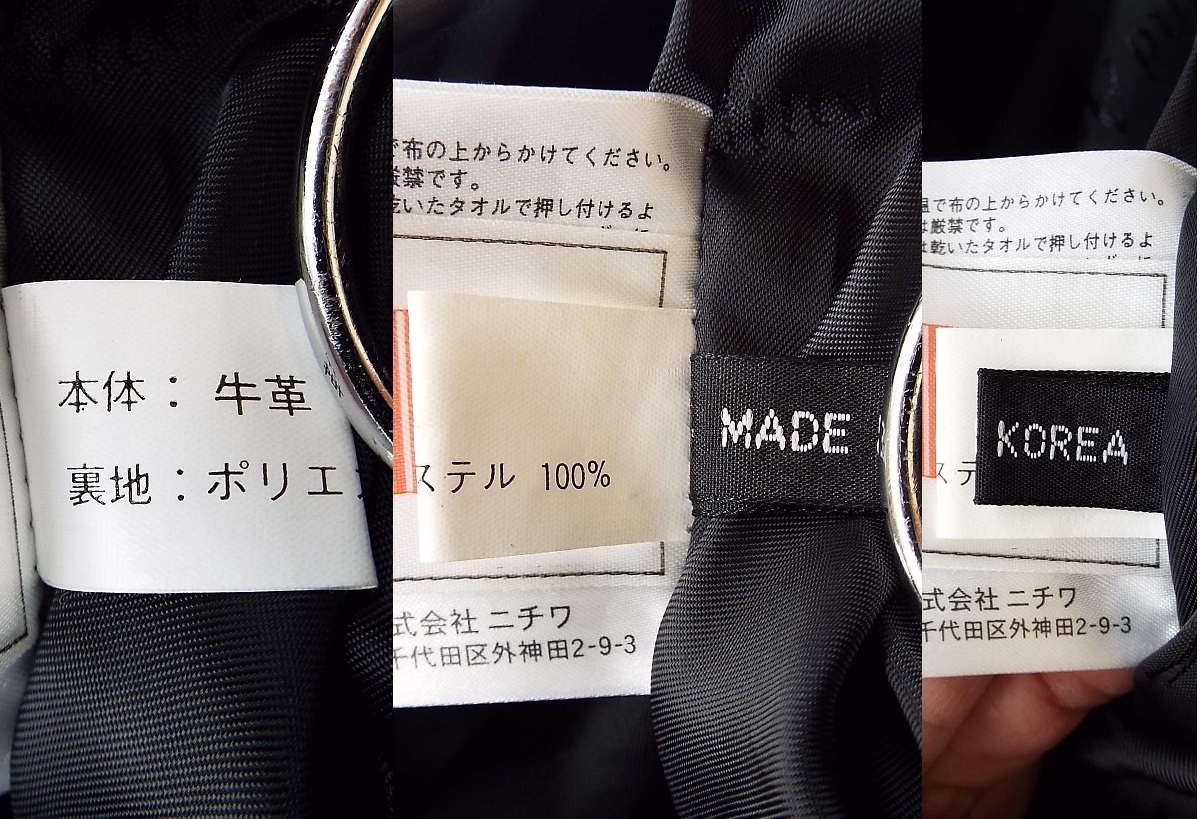 本体：牛革
裏地：ポリエ
で布の上からかけてください。
厳禁です。
乾いたタオルで押し付けるよ
ステル 100%
MADE
式会社 ニチワ
千代田区外神田2-9-3
温で布の上からかけてください。
は厳禁です。
は乾いたタオルで押し付けるよ
ステ
KOREA
式会社 ニチワ
千代田区外神田2-9-3